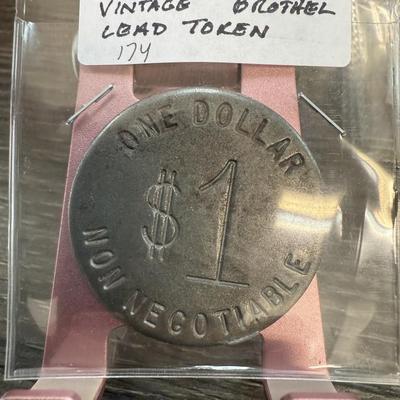 VINTAGE BROTHEL
LEAD TOKEN
174
ONE DOLLAR
$1
NON NEGOTIABLE